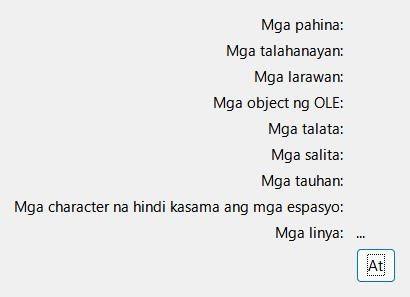 Mga pahina:
Mga talahanayan:
Mga larawan:
Mga object ng OLE:
Mga talata:
Mga salita:
Mga tauhan:
Mga character na hindi kasama ang mga espasyo:
Mga linya: ...
At